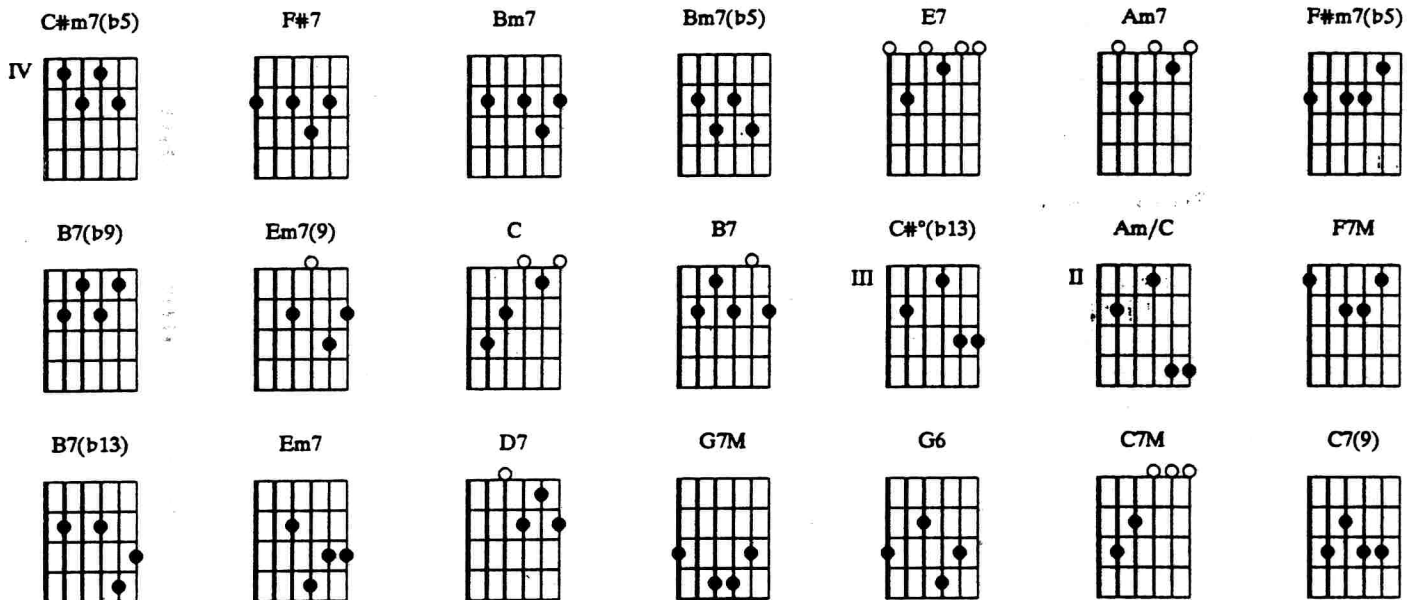 C#m7(b5) F#7 Bm7 Bm7(b5) E7 Am7 F#m7(b5)
IV
B7(b9) Em7(9) C B7 C#°(b13) Am/C F7M
III II
B7(b13) Em7 D7 G7M G6 C7M C7(9)